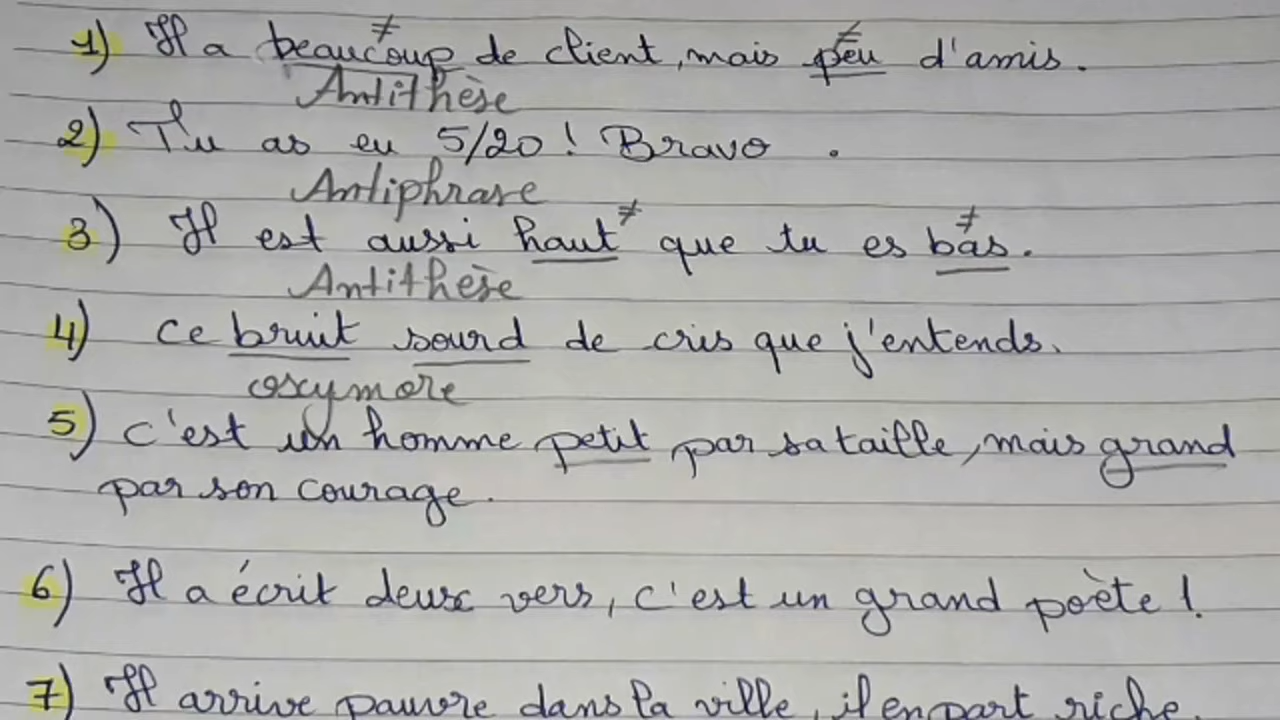 1) Il a beaucoup de client, mais peu d'amis.
Antithèse
2) Tu as eu 5/20 ! Bravo .
Antiphrase
3) Il est aussi haut que tu es bas.
Antithèse
4) Ce bruit sourd de cris que j'entends.
oxymore
5) C'est un homme petit par sa taille, mais grand
par son courage.
6) Il a écrit deux vers, c'est un grand poète !
7) Il arrive pauvre dans la ville, il en part riche.